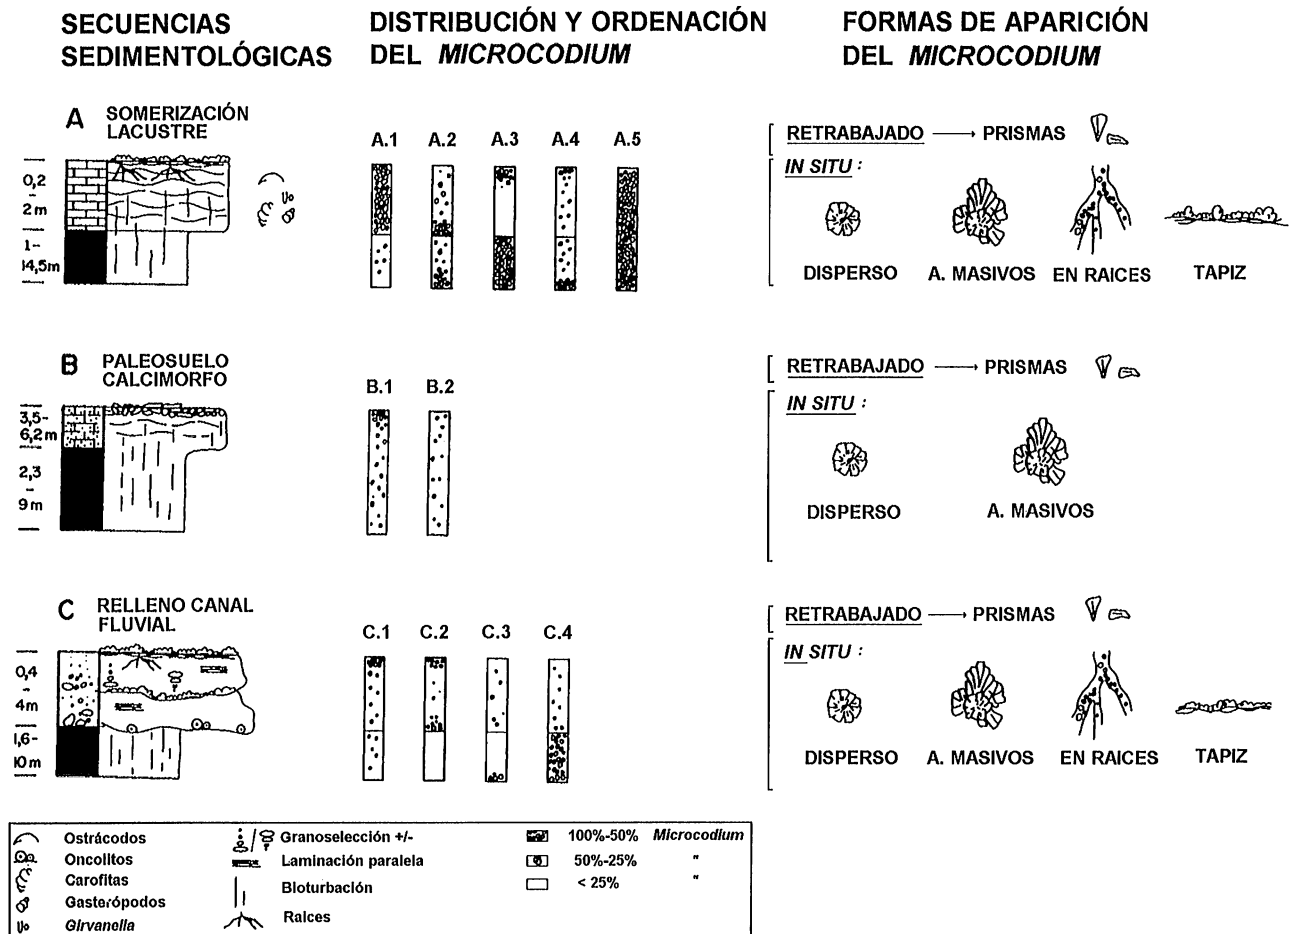 SECUENCIAS
SEDIMENTOLÓGICAS
DISTRIBUCIÓN Y ORDENACIÓN
DEL MICROCODIUM
FORMAS DE APARICIÓN
DEL MICROCODIUM
A SOMERIZACIÓN
LACUSTRE
0,2
-
2m
1-
14,5m
A.1 A.2 A.3 A.4 A.5
RETRABAJADO → PRISMAS
IN SITU :
DISPERSO A. MASIVOS EN RAICES TAPIZ
B PALEOSUELO
CALCIMORFO
3,5-
6,2m
2,3
-
9m
B.1 B.2
RETRABAJADO → PRISMAS
IN SITU :
DISPERSO A. MASIVOS
C RELLENO CANAL
FLUVIAL
0,4
-
4m
1,6-
10m
C.1 C.2 C.3 C.4
RETRABAJADO → PRISMAS
IN SITU :
DISPERSO A. MASIVOS EN RAICES TAPIZ
Ostrácodos
Oncolitos
Carofitas
Gasterópodos
Girvanella
Granoselección +/-
Laminación paralela
Bioturbación
Raices
100%-50% Microcodium
50%-25% "
< 25% "